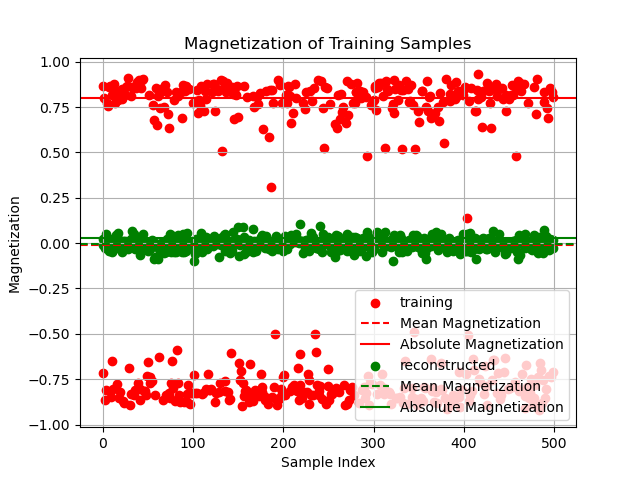 Magnetization of Training Samples
1.00
0.75
0.50
0.25
0.00
−0.25
−0.50
−0.75
−1.00
Magnetization
training
Mean Magnetization
Absolute Magnetization
reconstructed
Mean Magnetization
Absolute Magnetization
0 100 200 300 400 500
Sample Index